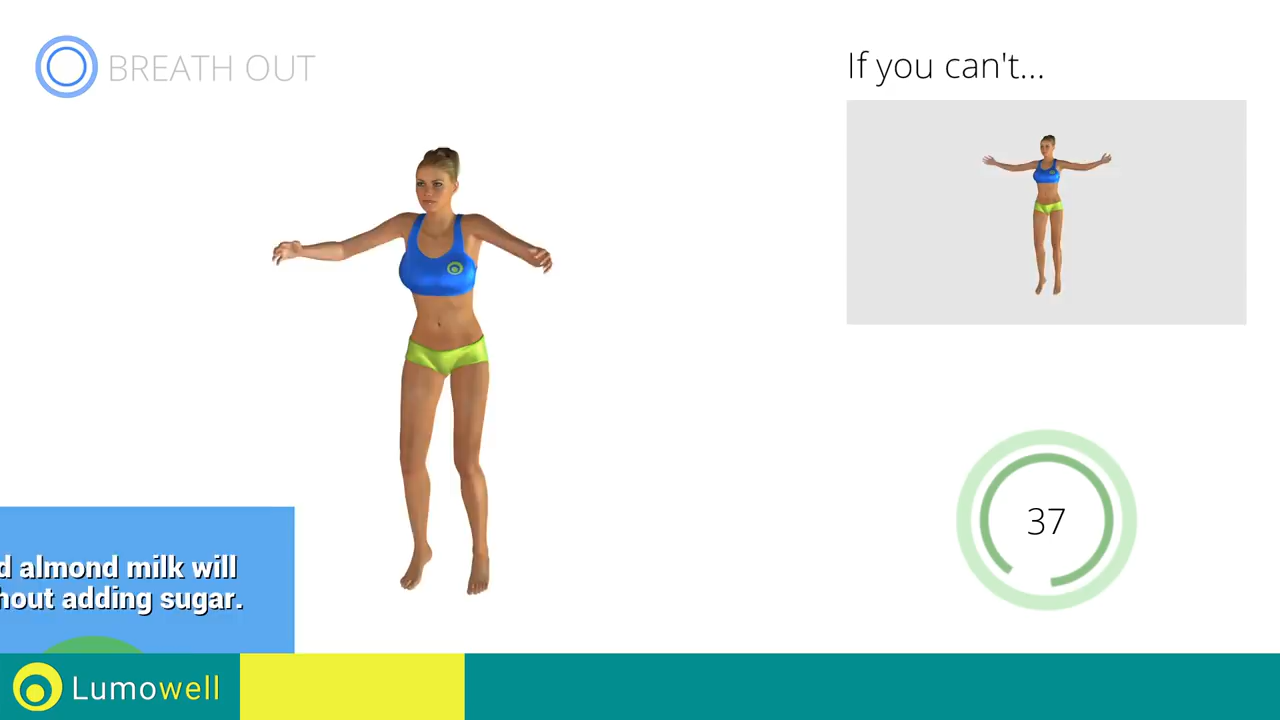 BREATH OUT
If you can't...
37
d almond milk will
hout adding sugar.
Lumowell